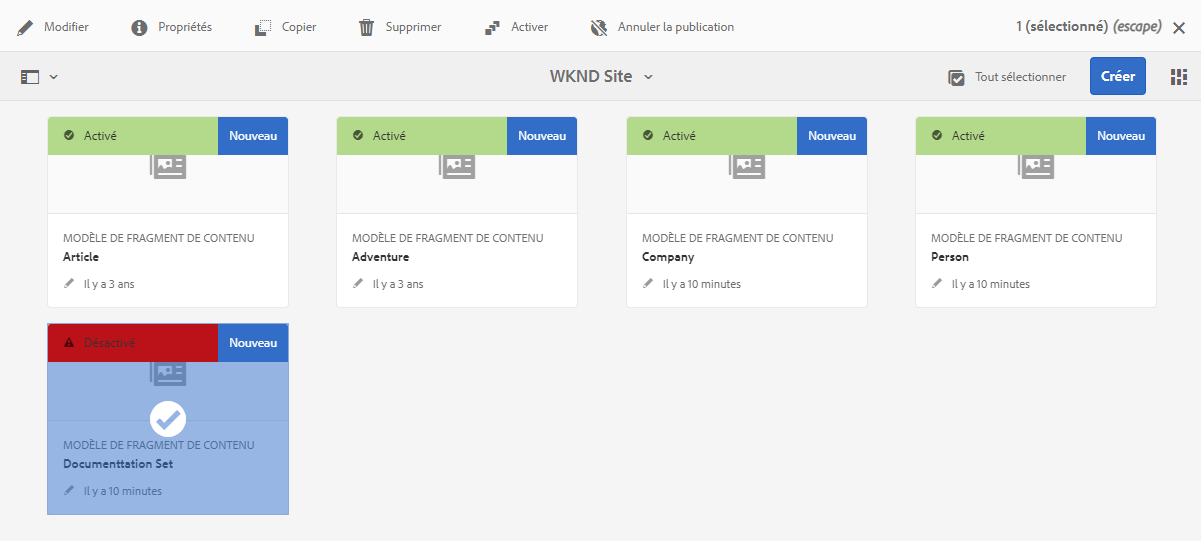 Modifier Propriétés Copier Supprimer Activer Annuler la publication 1 (sélectionné) (escape)
WKND Site Tout sélectionner Créer
Activé Nouveau Activé Nouveau Activé Nouveau Activé Nouveau
MODÈLE DE FRAGMENT DE CONTENU MODÈLE DE FRAGMENT DE CONTENU MODÈLE DE FRAGMENT DE CONTENU MODÈLE DE FRAGMENT DE CONTENU
Article Adventure Company Person
Il y a 3 ans Il y a 3 ans Il y a 10 minutes Il y a 10 minutes
Désactivé Nouveau
MODÈLE DE FRAGMENT DE CONTENU
Documenttation Set
Il y a 10 minutes